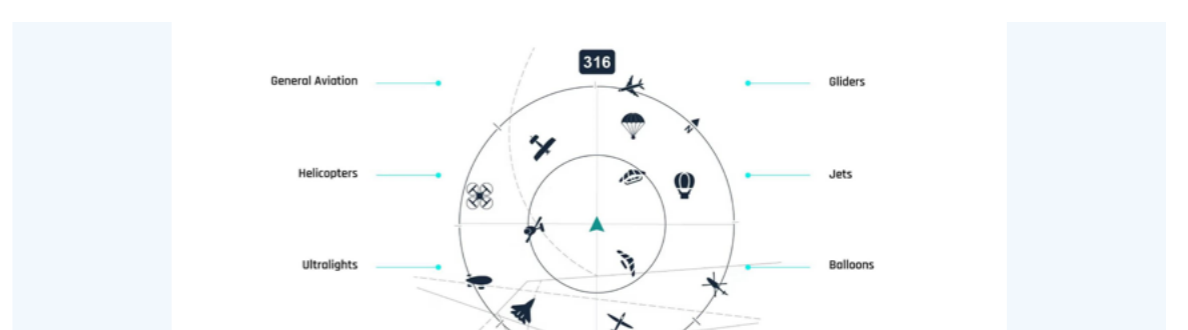 316
General Aviation
Gliders
N
Helicopters
Jets
Ultralights
Balloons